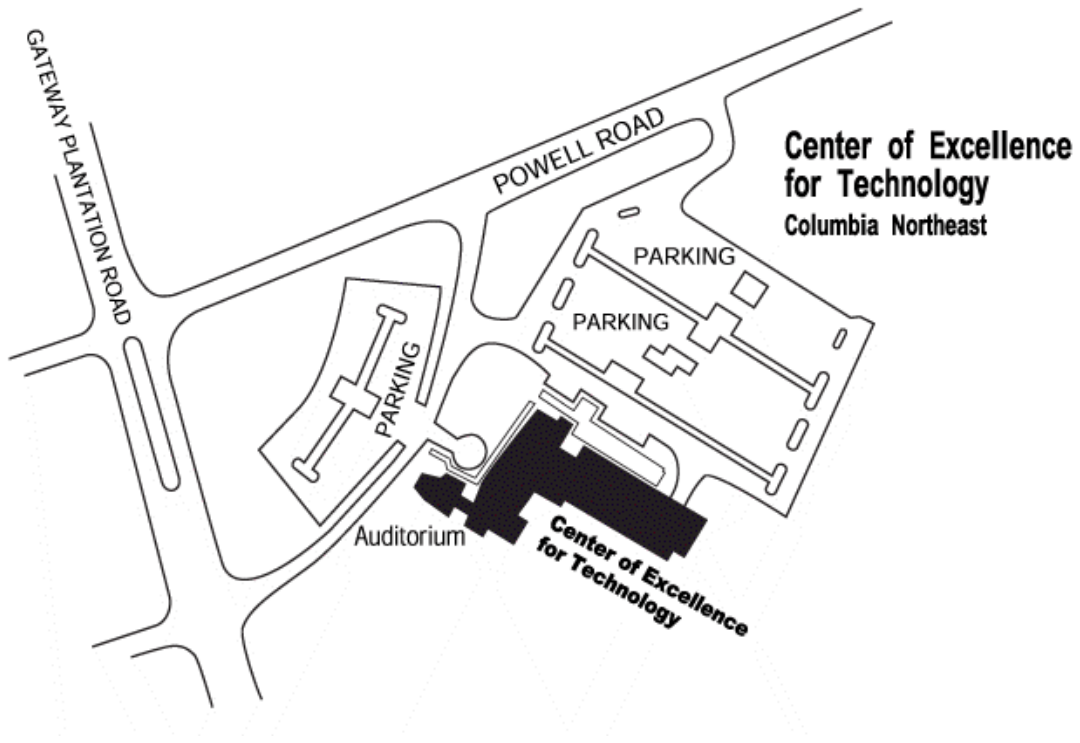 GATEWAY PLANTATION ROAD
POWELL ROAD
Center of Excellence
for Technology
Columbia Northeast
PARKING
PARKING
PARKING
Auditorium
Center of Excellence
for Technology